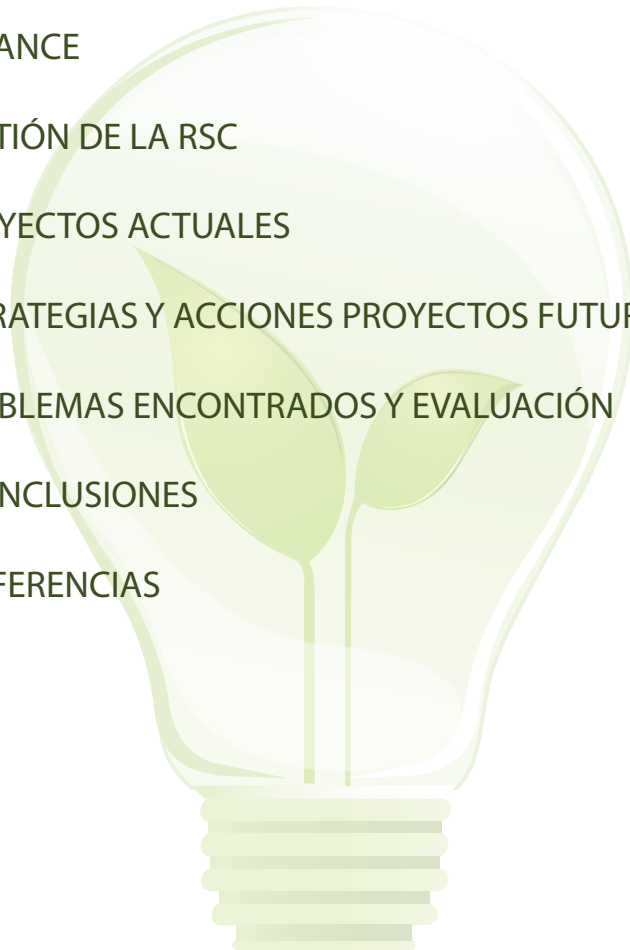 ANCE
TIÓN DE LA RSC
YECTOS ACTUALES
RATEGIAS Y ACCIONES PROYECTOS FUTUR
BLEMAS ENCONTRADOS Y EVALUACIÓN
NCLUSIONES
FERENCIAS